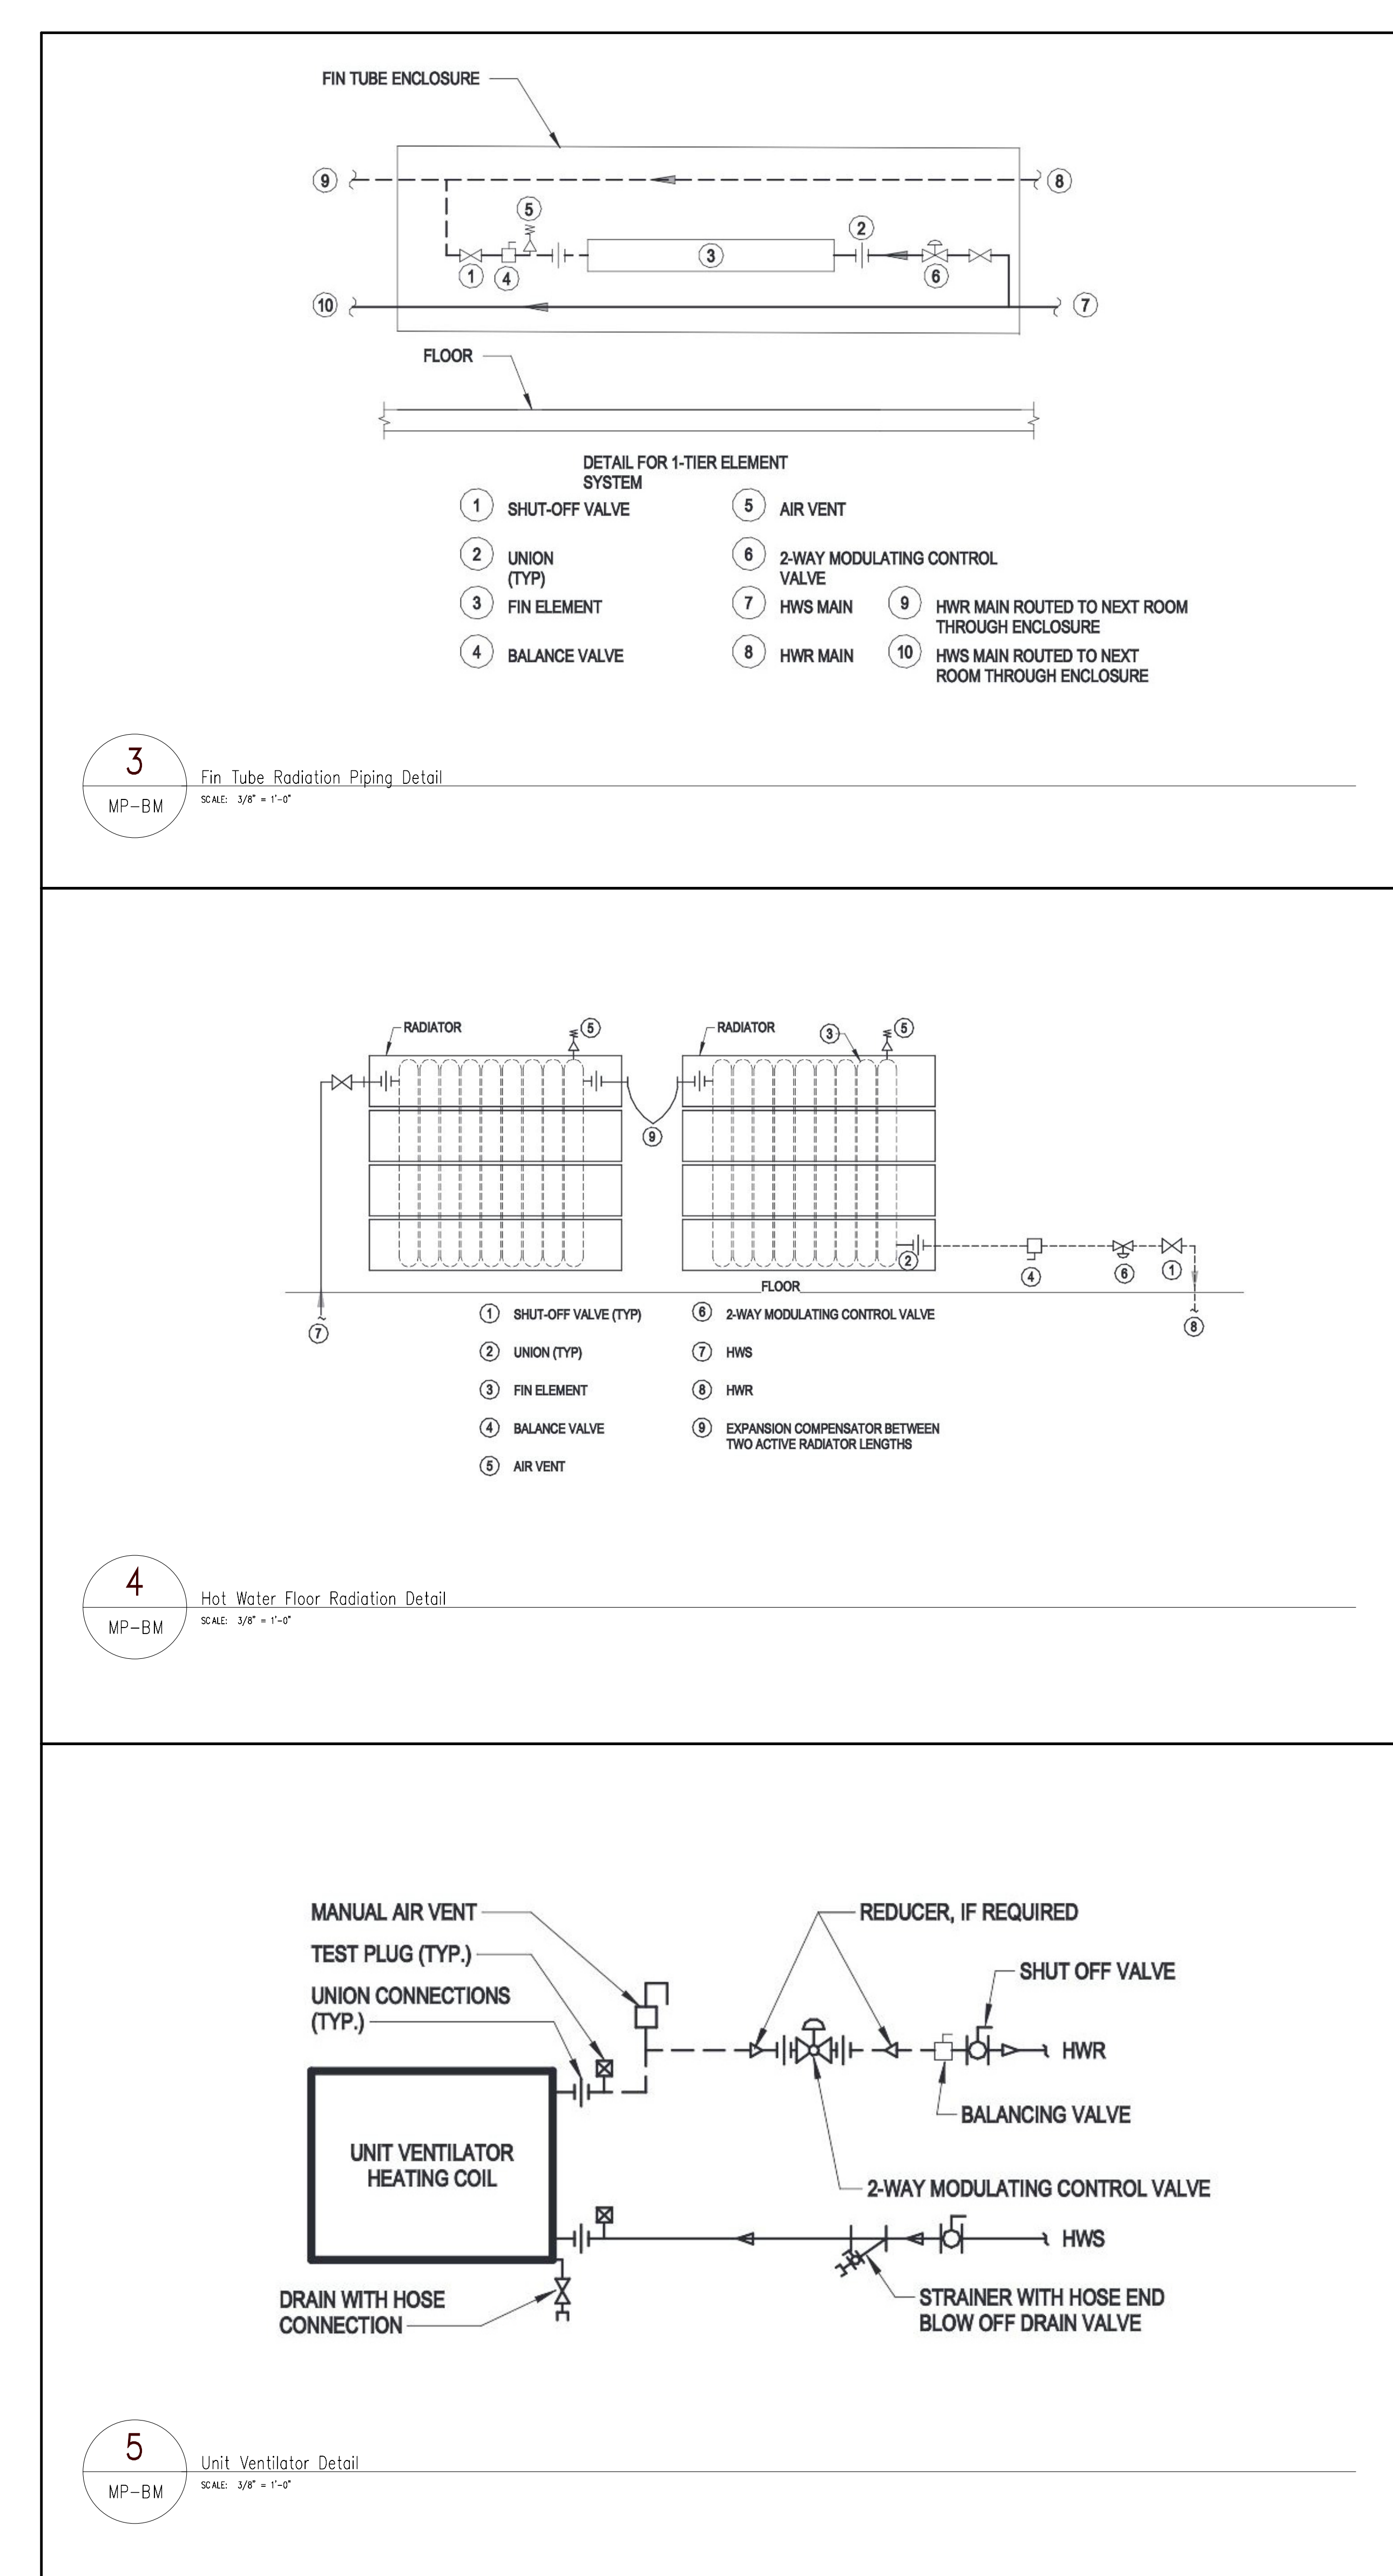 FIN TUBE ENCLOSURE
9
8
5
2
3
1
4
6
10
7
FLOOR
DETAIL FOR 1-TIER ELEMENT
SYSTEM
1 SHUT-OFF VALVE
5 AIR VENT
2 UNION
(TYP)
6 2-WAY MODULATING CONTROL
VALVE
3 FIN ELEMENT
7 HWS MAIN
9 HWR MAIN ROUTED TO NEXT ROOM
THROUGH ENCLOSURE
4 BALANCE VALVE
8 HWR MAIN
10 HWS MAIN ROUTED TO NEXT
ROOM THROUGH ENCLOSURE
3
MP-BM
Fin Tube Radiation Piping Detail
SCALE: 3/8" = 1'-0"
RADIATOR
5
RADIATOR
3
5
9
2
4
6
1
FLOOR
7
8
1 SHUT-OFF VALVE (TYP)
6 2-WAY MODULATING CONTROL VALVE
2 UNION (TYP)
7 HWS
3 FIN ELEMENT
8 HWR
4 BALANCE VALVE
9 EXPANSION COMPENSATOR BETWEEN
TWO ACTIVE RADIATOR LENGTHS
5 AIR VENT
4
MP-BM
Hot Water Floor Radiation Detail
SCALE: 3/8" = 1'-0"
MANUAL AIR VENT
REDUCER, IF REQUIRED
TEST PLUG (TYP.)
SHUT OFF VALVE
UNION CONNECTIONS
(TYP.)
HWR
BALANCING VALVE
UNIT VENTILATOR
HEATING COIL
2-WAY MODULATING CONTROL VALVE
HWS
DRAIN WITH HOSE
CONNECTION
STRAINER WITH HOSE END
BLOW OFF DRAIN VALVE
5
MP-BM
Unit Ventilator Detail
SCALE: 3/8" = 1'-0"